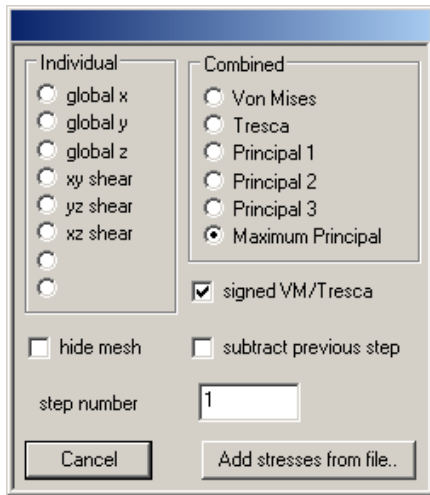 Individual
global x
global y
global z
xy shear
yz shear
xz shear
Combined
Von Mises
Tresca
Principal 1
Principal 2
Principal 3
Maximum Principal
signed VM/Tresca
hide mesh
subtract previous step
step number
1
Cancel
Add stresses from file..